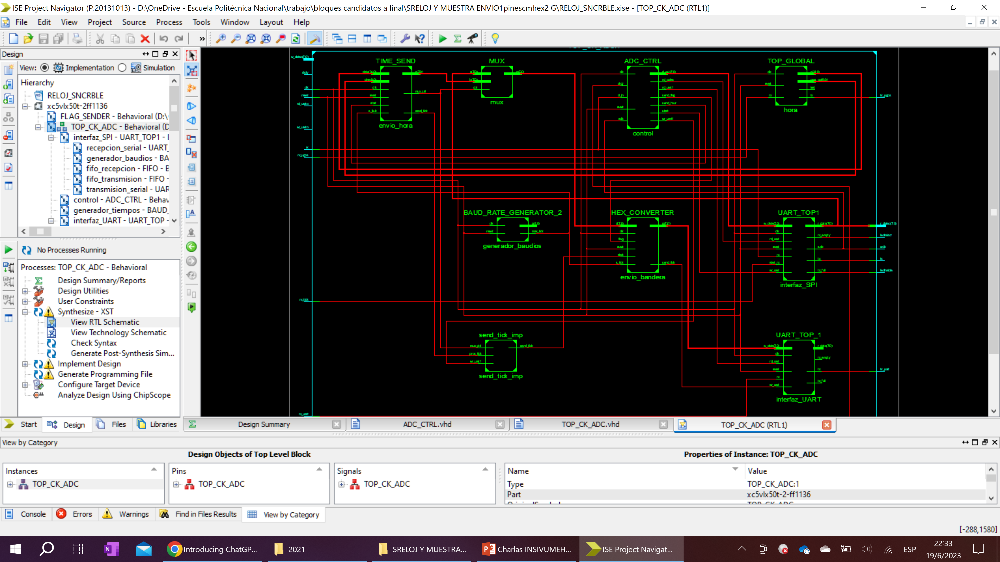 ISE Project Navigator (P.20131013) - D:\OneDrive - Escuela Politécnica Nacional\trabajo\bloques candidatos a final\SRELOJ Y MUESTRA ENVIO1pinescmhex2 G\RELOJ_SNCRBLE.xise - [TOP_CK_ADC (RTL1)]
File Edit View Project Source Process Tools Window Layout Help
Design
View: Implementation Simulation
Hierarchy
RELOJ_SNCRBLE
xc5vlx50t-2ff1136
FLAG_SENDER - Behavioral (D:\
TOP_CK_ADC - Behavioral (D
interfaz_SPI - UART_TOP1 -
recepcion_serial - UART_
generador_baudios - BA
fifo_recepcion - FIFO -
fifo_transmision - FIFO -
transmision_serial - UAR
control - ADC_CTRL - Behav
generador_tiempos - BAUD_
interfaz_UART - UART_TOP -
No Processes Running
Processes: TOP_CK_ADC - Behavioral
Design Summary/Reports
Design Utilities
User Constraints
Synthesize - XST
View RTL Schematic
View Technology Schematic
Check Syntax
Generate Post-Synthesis Sim...
Implement Design
Generate Programming File
Configure Target Device
Analyze Design Using ChipScope
Start Design Files Libraries
TIME_SEND MUX ADC_CTRL TOP_GLOBAL
envio_hora mux control hora
BAUD_RATE_GENERATOR_2 HEX_CONVERTER UART_TOP1
generador_baudios envio_bandera interfaz_SPI
send_tick_imp UART_TOP_1
send_tick_imp interfaz_UART
Design Summary ADC_CTRL.vhd TOP_CK_ADC.vhd TOP_CK_ADC (RTL1)
View by Category
Design Objects of Top Level Block Properties of Instance: TOP_CK_ADC
Instances Pins Signals Name Value
TOP_CK_ADC TOP_CK_ADC TOP_CK_ADC Type TOP_CK_ADC:1
Part xc5vlx50t-2-ff1136
Console Errors Warnings Find in Files Results View by Category
[-288,1580]
Introducing ChatGP... 2021 SRELOJ Y MUESTRA... Charlas INSIVUMEH... ISE Project Navigat... ESP
22:33
19/6/2023